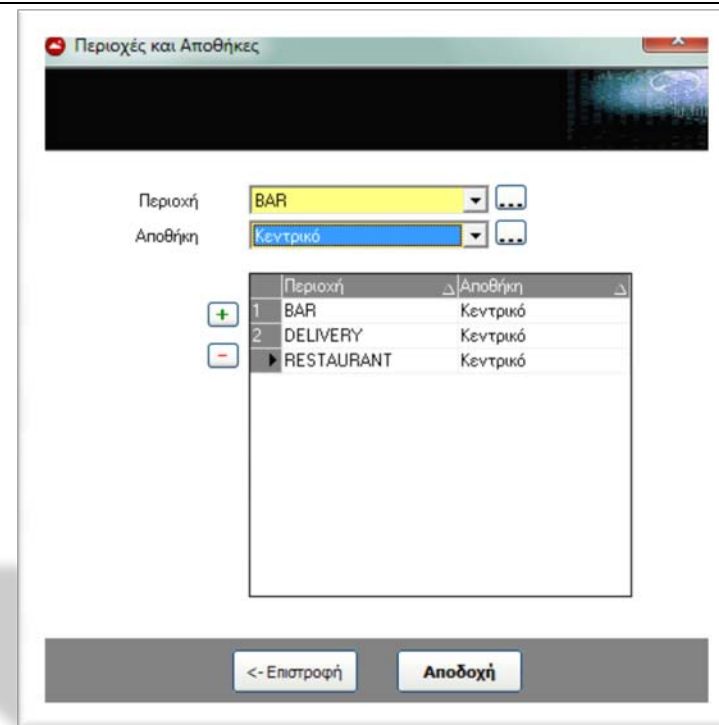 Περιοχές και Αποθήκες
Περιοχή BAR ...
Αποθήκη Κεντρικό ...
Περιοχή Αποθήκη
+ 1 BAR Κεντρικό
2 DELIVERY Κεντρικό
- RESTAURANT Κεντρικό
<- Επιστροφή Αποδοχή